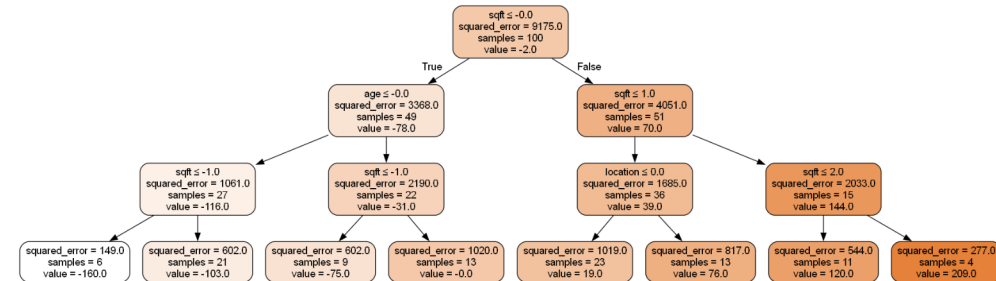 sqft ≤ -0.0
squared_error = 9175.0
samples = 100
value = -2.0
True
False
age ≤ -0.0
squared_error = 3368.0
samples = 49
value = -78.0
sqft ≤ 1.0
squared_error = 4051.0
samples = 51
value = 70.0
sqft ≤ -1.0
squared_error = 1061.0
samples = 27
value = -116.0
sqft ≤ -1.0
squared_error = 2190.0
samples = 22
value = -31.0
location ≤ 0.0
squared_error = 1685.0
samples = 36
value = 39.0
sqft ≤ 2.0
squared_error = 2033.0
samples = 15
value = 144.0
squared_error = 149.0
samples = 6
value = -160.0
squared_error = 602.0
samples = 21
value = -103.0
squared_error = 602.0
samples = 9
value = -75.0
squared_error = 1020.0
samples = 13
value = -0.0
squared_error = 1019.0
samples = 23
value = 19.0
squared_error = 817.0
samples = 13
value = 76.0
squared_error = 544.0
samples = 11
value = 120.0
squared_error = 277.0
samples = 4
value = 209.0